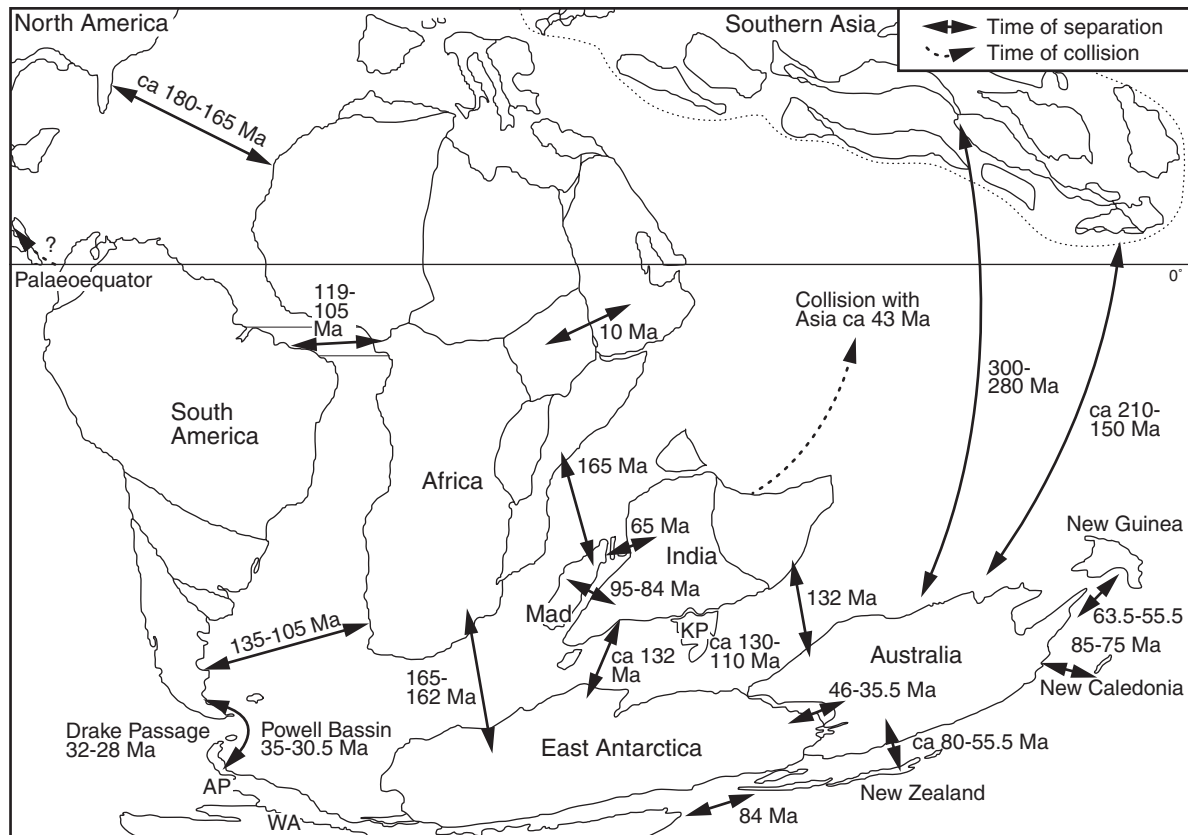 North America
Southern Asia
Time of separation
Time of collision
ca 180-165 Ma
?
Palaeoequator
0°
119-
105
Ma
10 Ma
Collision with
Asia ca 43 Ma
300-
280 Ma
ca 210-
150 Ma
South
America
Africa
165 Ma
65 Ma
India
New Guinea
95-84 Ma
Mad
132 Ma
63.5-55.5
KP
ca 130-
110 Ma
135-105 Ma
ca 132
Ma
Australia
85-75 Ma
165-
162 Ma
46-35.5 Ma
New Caledonia
Drake Passage
32-28 Ma
Powell Bassin
35-30.5 Ma
East Antarctica
ca 80-55.5 Ma
AP
New Zealand
WA
84 Ma